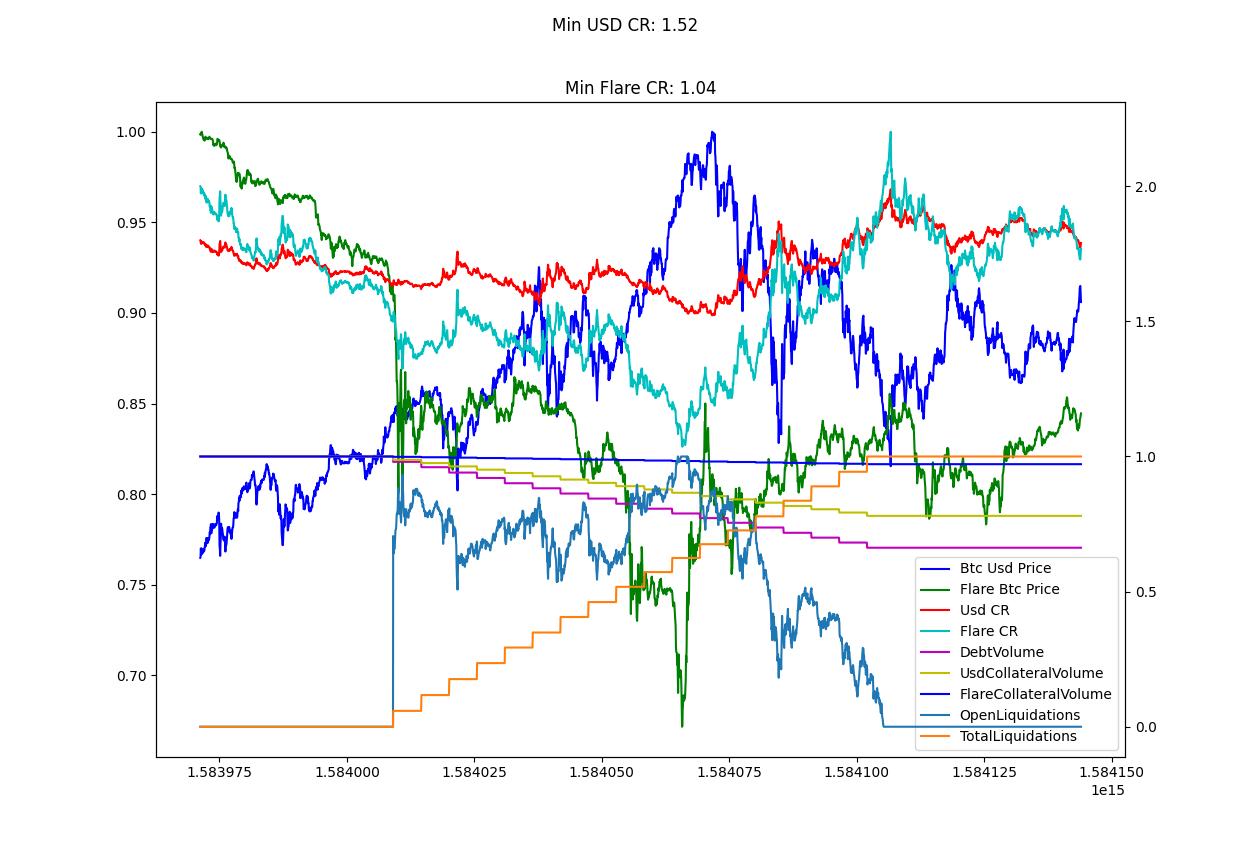 Min USD CR: 1.52
Min Flare CR: 1.04
1.00
0.95
0.90
0.85
0.80
0.75
0.70
2.0
1.5
1.0
0.5
0.0
Btc Usd Price
Flare Btc Price
Usd CR
Flare CR
DebtVolume
UsdCollateralVolume
FlareCollateralVolume
OpenLiquidations
TotalLiquidations
1.583975 1.584000 1.584025 1.584050 1.584075 1.584100 1.584125 1.584150
1e15